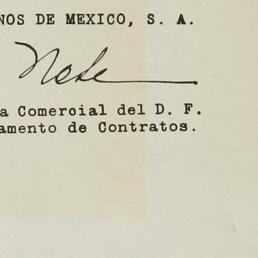 NOS DE MEXICO, S. A.
a Comercial del D. F.
amento de Contratos.